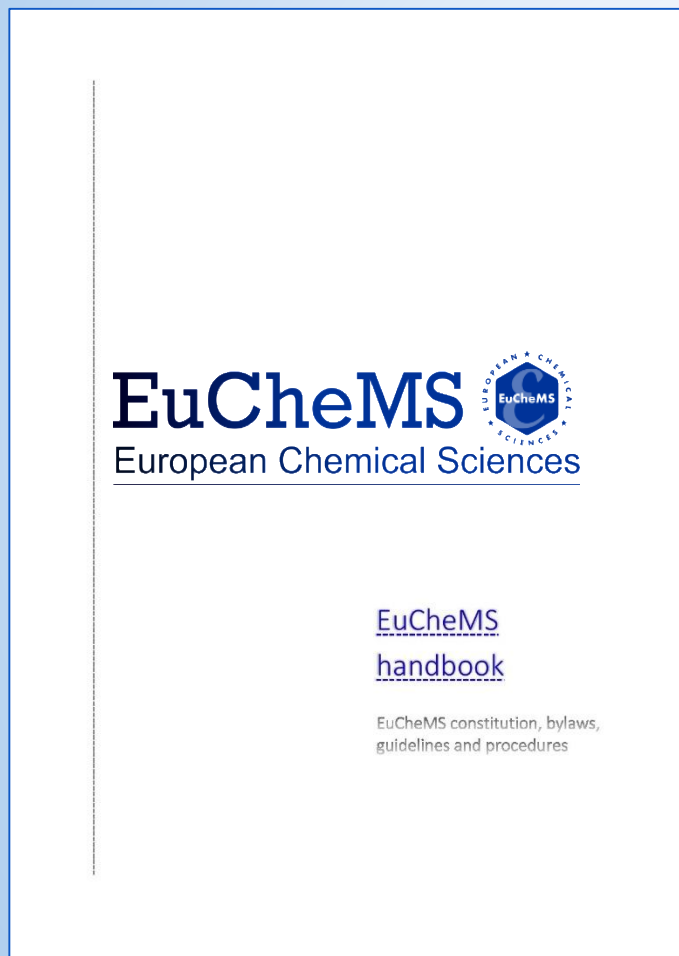 EuCheMS
EUROPEAN ★ CHEMICAL ★ SCIENCES ★
EuCheMS
European Chemical Sciences
EuCheMS
handbook
EuCheMS constitution, bylaws,
guidelines and procedures